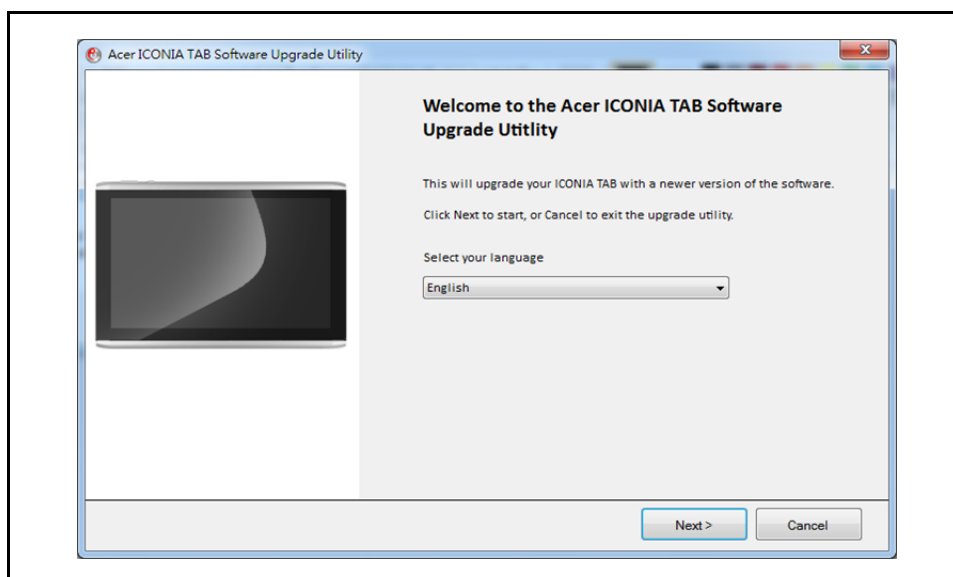 Acer ICONIA TAB Software Upgrade Utility
Welcome to the Acer ICONIA TAB Software
Upgrade Utitlity
This will upgrade your ICONIA TAB with a newer version of the software.
Click Next to start, or Cancel to exit the upgrade utility.
Select your language
English
Next >
Cancel